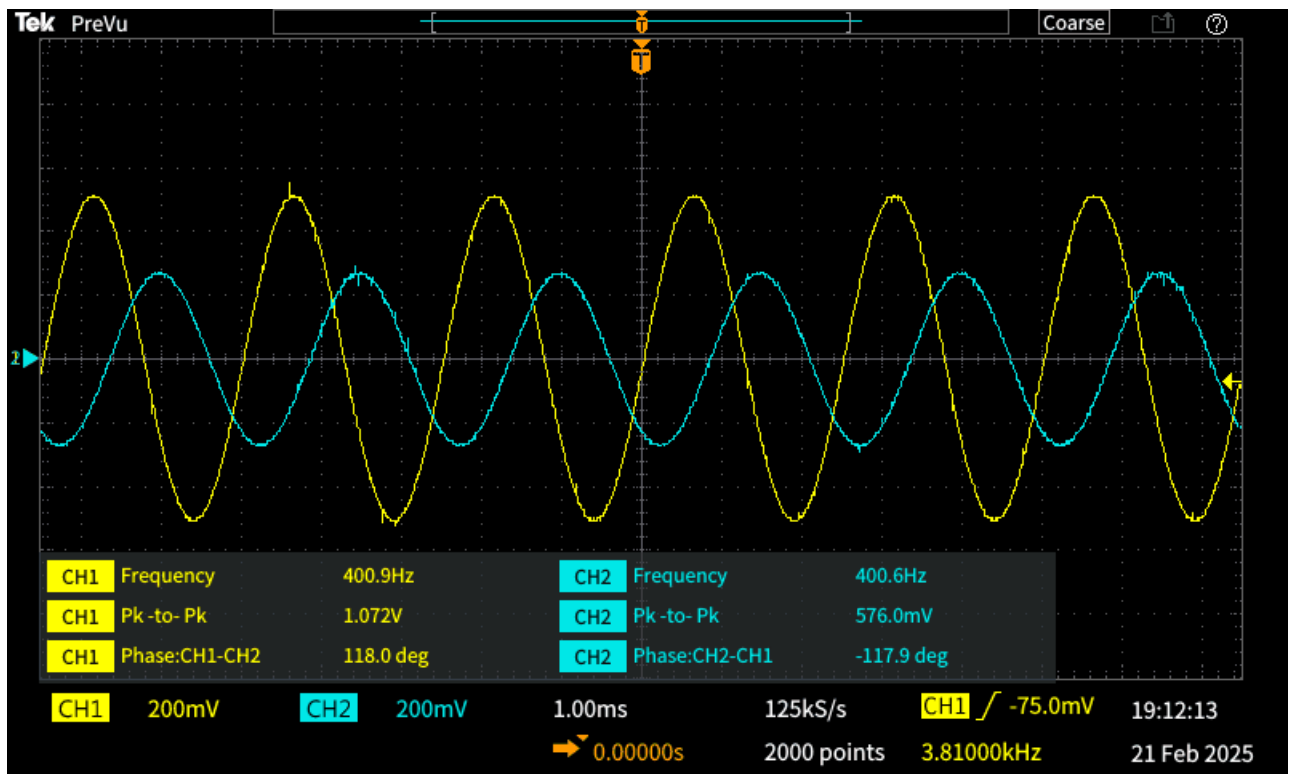 Tek PreVu Coarse ?
T
T
2
CH1 Frequency 400.9Hz CH2 Frequency 400.6Hz
CH1 Pk-to-Pk 1.072V CH2 Pk-to-Pk 576.0mV
CH1 Phase:CH1-CH2 118.0 deg CH2 Phase:CH2-CH1 -117.9 deg
CH1 200mV CH2 200mV 1.00ms 125kS/s CH1 -75.0mV 19:12:13
0.00000s 2000 points 3.81000kHz 21 Feb 2025